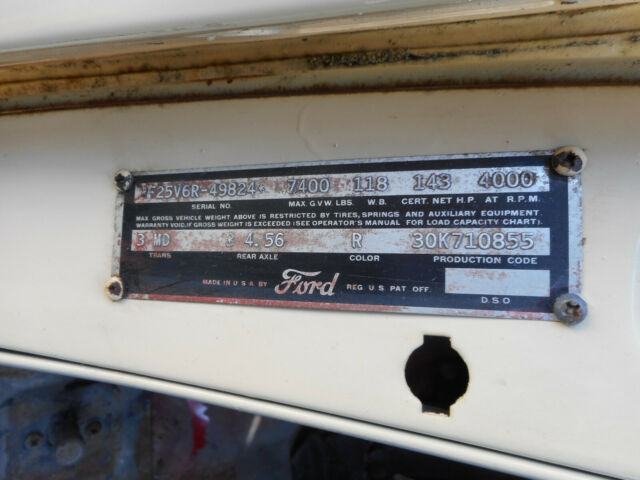 *F25V6R-49824* 7400 118 143 4000
SERIAL NO. MAX. G.V.W. LBS. W.B. CERT. NET H.P. AT R.P.M.
MAX GROSS VEHICLE WEIGHT ABOVE IS RESTRICTED BY TIRES, SPRINGS AND AUXILIARY EQUIPMENT.
WARRANTY VOID, IF GROSS WEIGHT IS EXCEEDED (SEE OPERATOR'S MANUAL FOR LOAD CAPACITY CHART).
3 MD 4.56 R 30K710855
TRANS REAR AXLE COLOR PRODUCTION CODE
MADE IN U.S.A. BY Ford REG U.S. PAT. OFF.
D.S.O